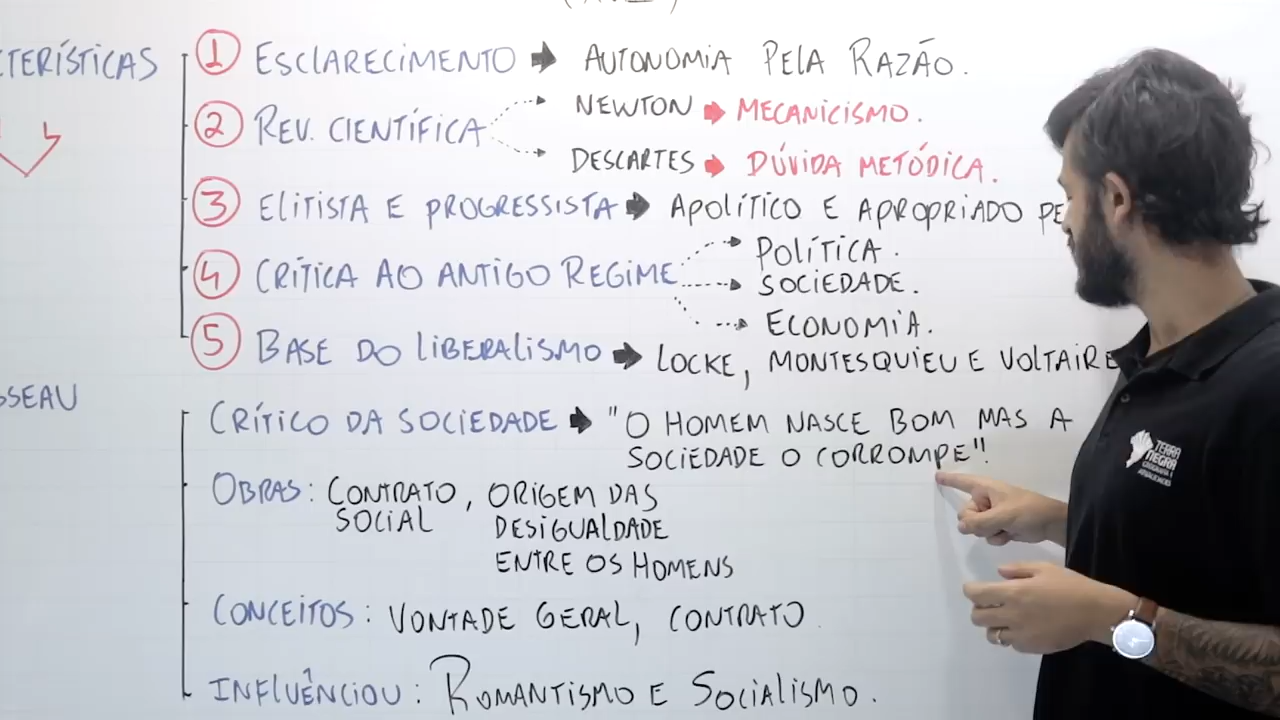 CTERÍSTICAS
1 ESCLARECIMENTO → AUTONOMIA PELA RAZÃO.
2 REV. CIENTÍFICA
NEWTON → MECANICISMO.
DESCARTES → DÚVIDA METÓDICA.
3 ELITISTA E PROGRESSISTA → APOLÍTICO E APROPRIADO PE
4 CRÍTICA AO ANTIGO REGIME
POLÍTICA.
SOCIEDADE.
ECONOMIA.
5 BASE DO LIBERALISMO → LOCKE, MONTESQUIEU E VOLTAIRE
SSEAU
CRÍTICO DA SOCIEDADE → "O HOMEM NASCE BOM MAS A
SOCIEDADE O CORROMPE".
OBRAS: CONTRATO SOCIAL, ORIGEM DAS
DESIGUALDADE
ENTRE OS HOMENS
CONCEITOS: VONTADE GERAL, CONTRATO.
INFLUÊNCIOU: ROMANTISMO E SOCIALISMO.
TERRA
NEGRA